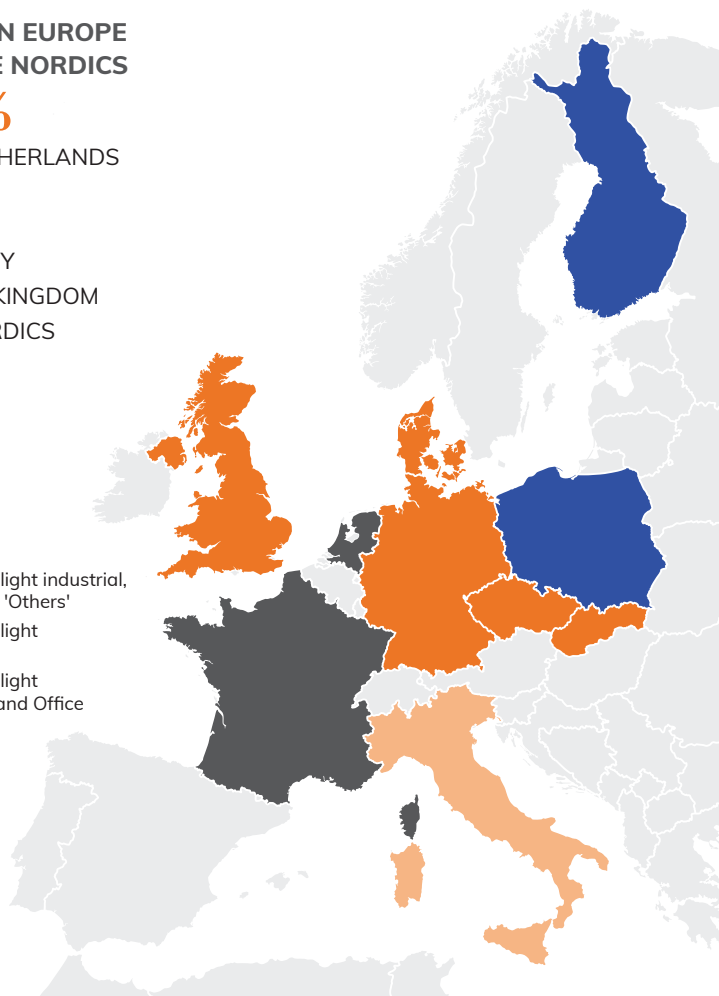 N EUROPE
E NORDICS
%
HERLANDS
Y
KINGDOM
RDICS
light industrial,
'Others'
light
light
and Office